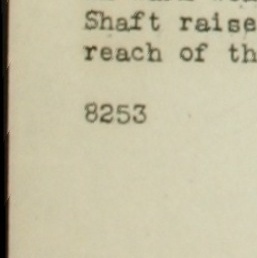 Shaft raise
reach of th
8253